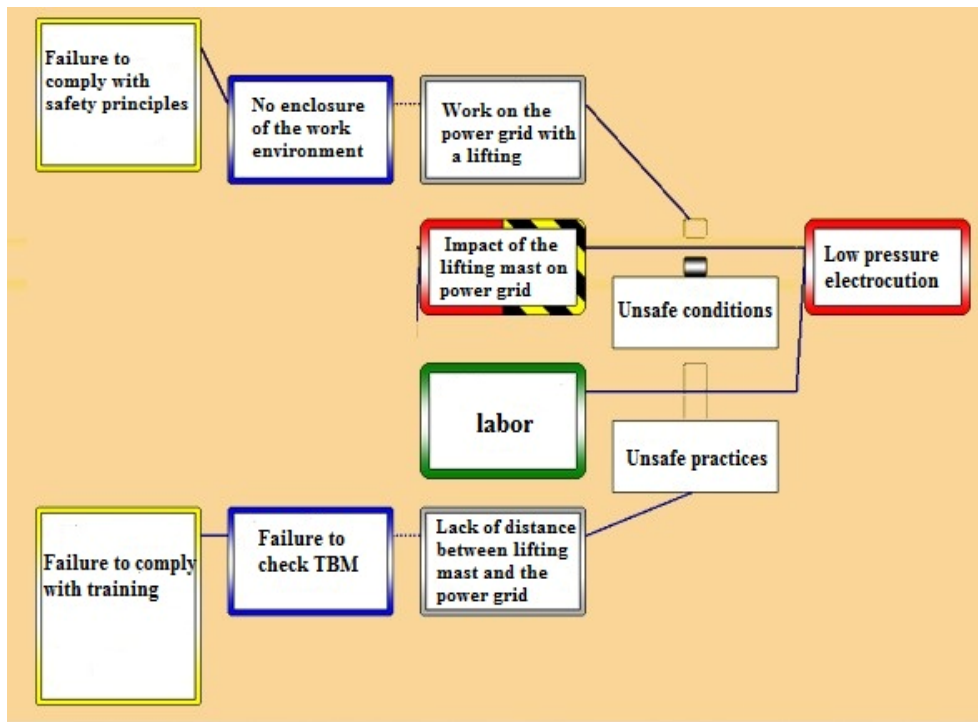 Failure to
comply with
safety principles
No enclosure
of the work
environment
Work on the
power grid with
a lifting
Impact of the
lifting mast on
power grid
Low pressure
electrocution
Unsafe conditions
labor
Unsafe practices
Failure to comply
with training
Failure to
check TBM
Lack of distance
between lifting
mast and the
power grid